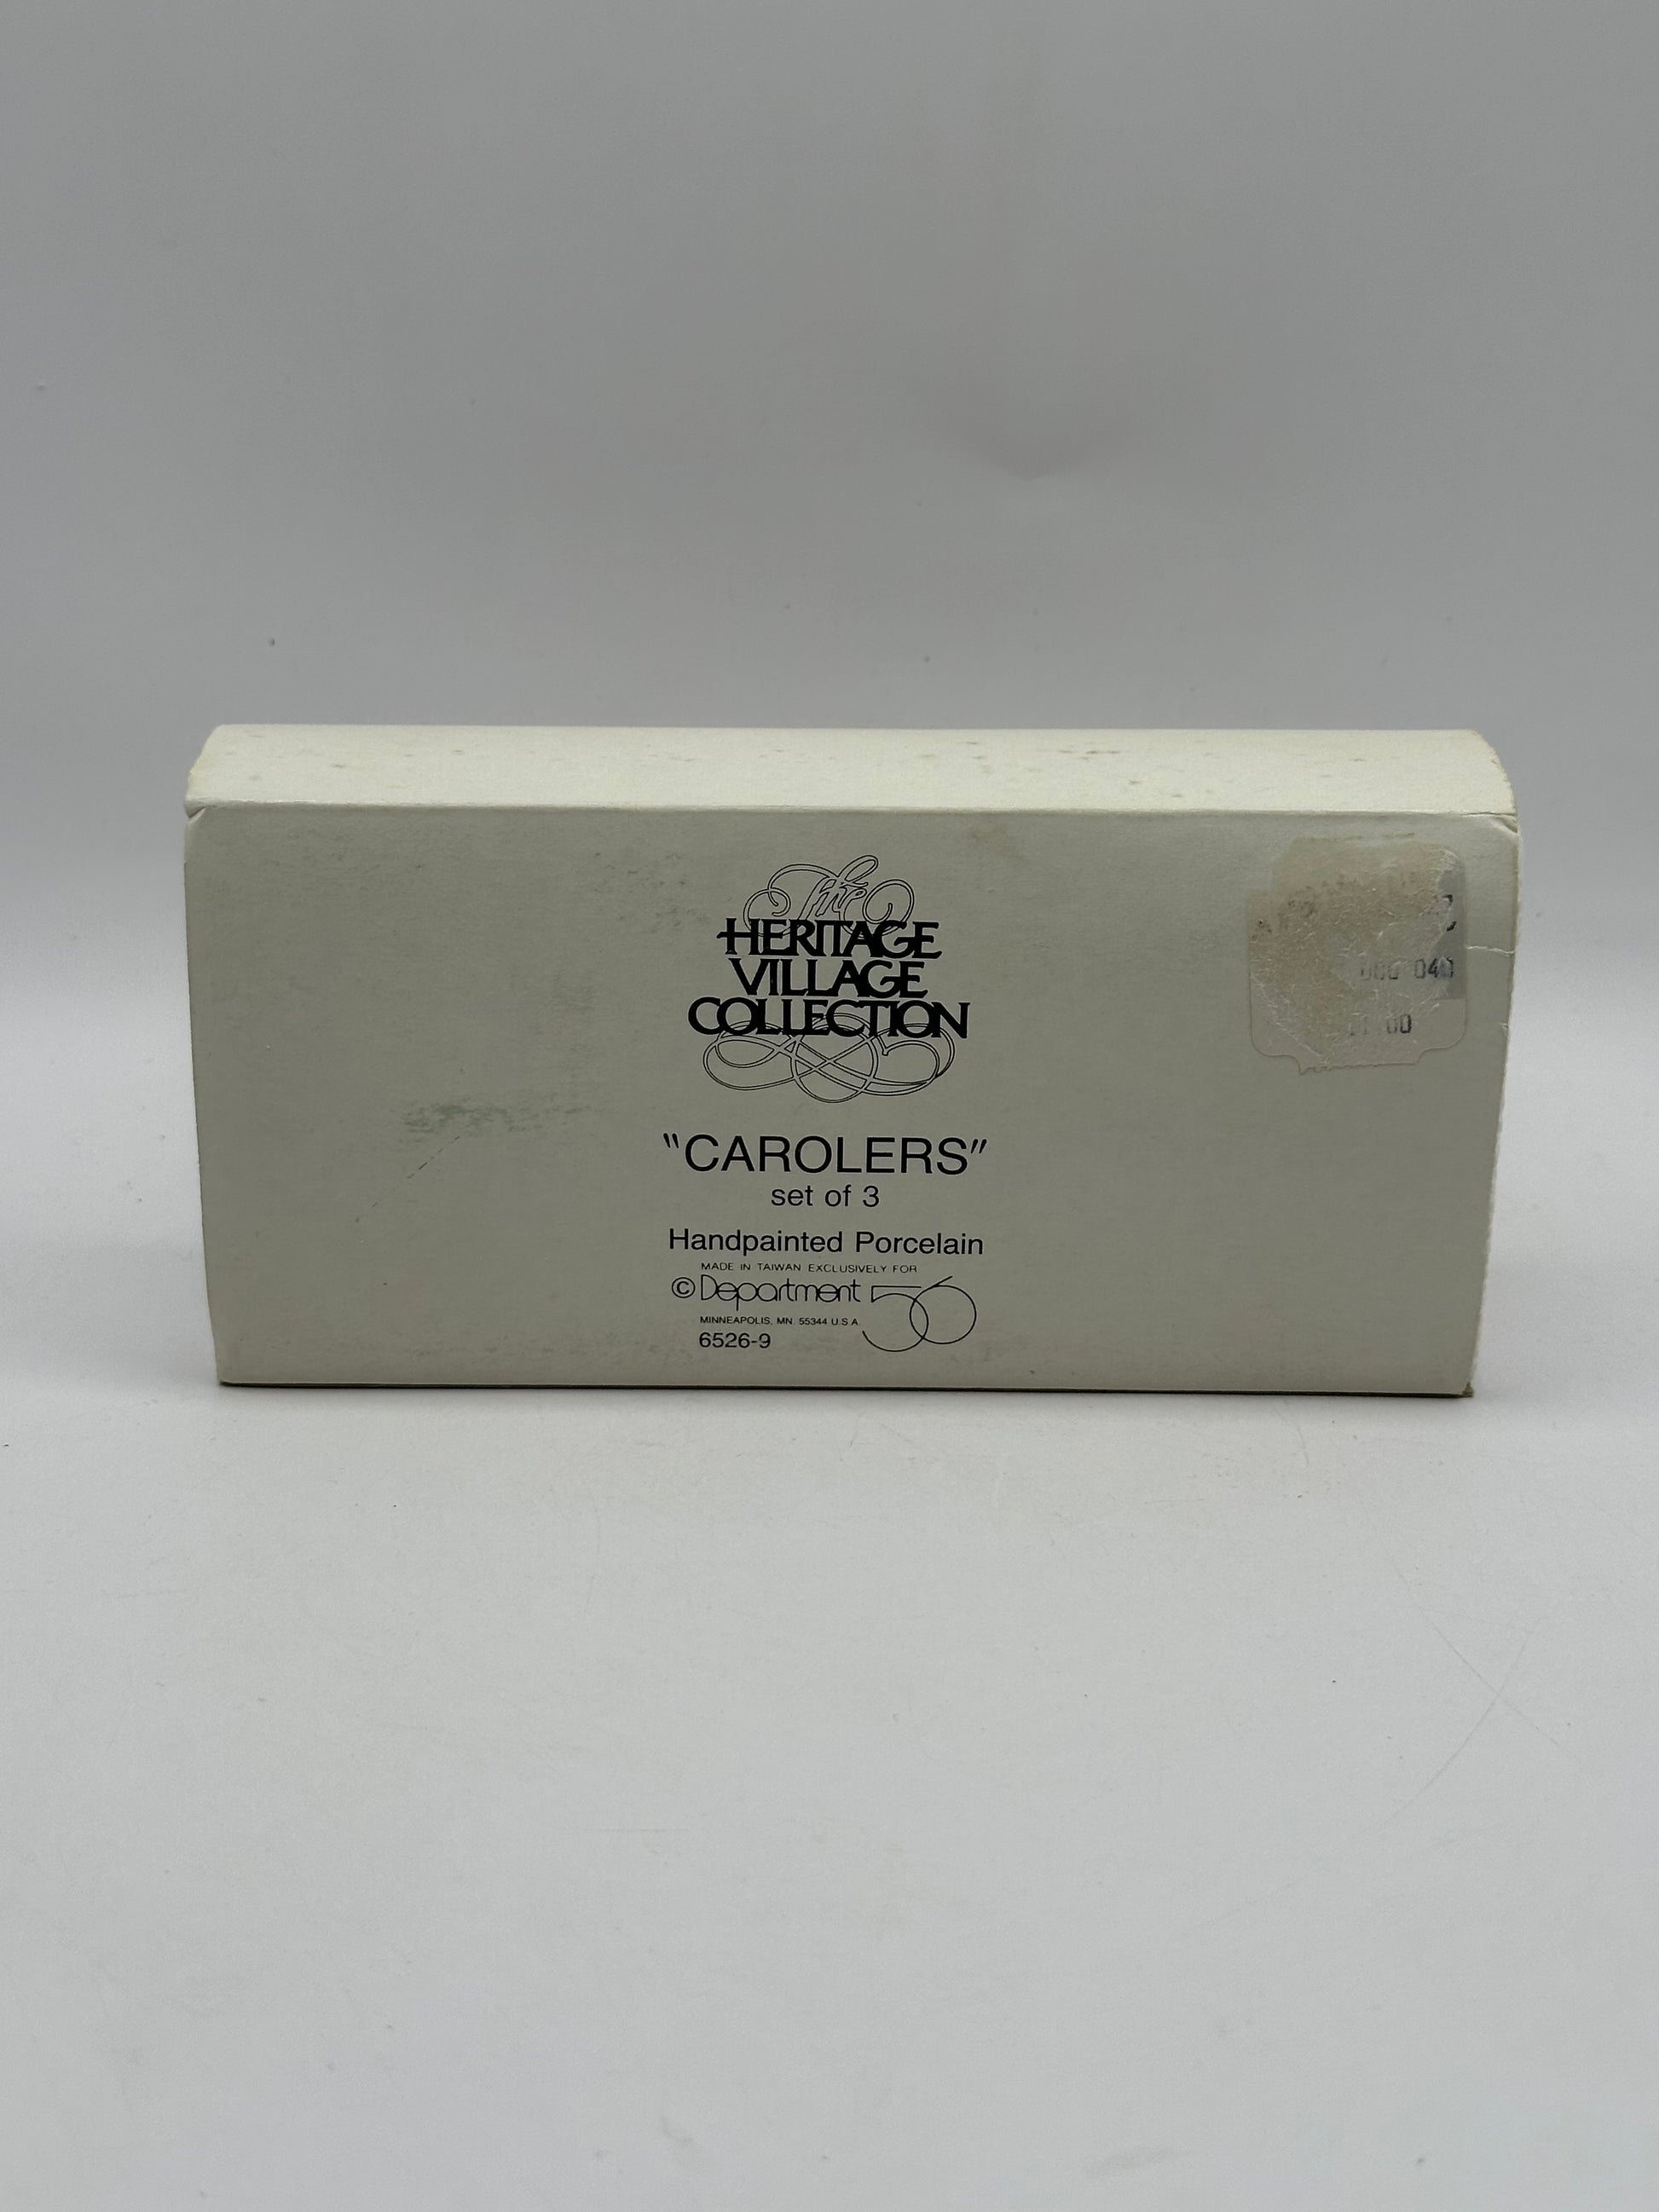 The
HERITAGE
VILLAGE
COLLECTION
"CAROLERS"
set of 3
Handpainted Porcelain
MADE IN TAIWAN EXCLUSIVELY FOR
© Department 56
MINNEAPOLIS, MN. 55344 U.S.A.
6526-9
040